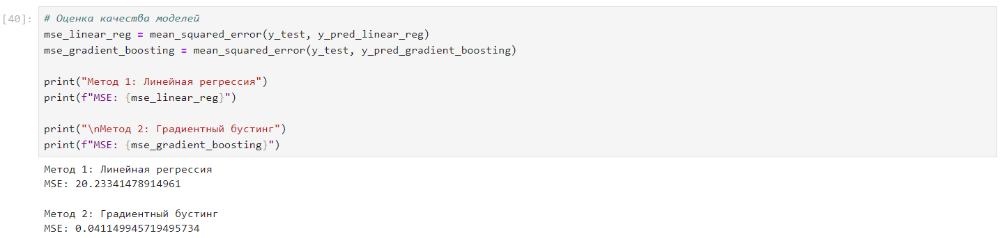 [40]:
# Оценка качества моделей
mse_linear_reg = mean_squared_error(y_test, y_pred_linear_reg)
mse_gradient_boosting = mean_squared_error(y_test, y_pred_gradient_boosting)
print("Метод 1: Линейная регрессия")
print(f"MSE: {mse_linear_reg}")
print("\nМетод 2: Градиентный бустинг")
print(f"MSE: {mse_gradient_boosting}")
Метод 1: Линейная регрессия
MSE: 20.23341478914961
Метод 2: Градиентный бустинг
MSE: 0.041149945719495734